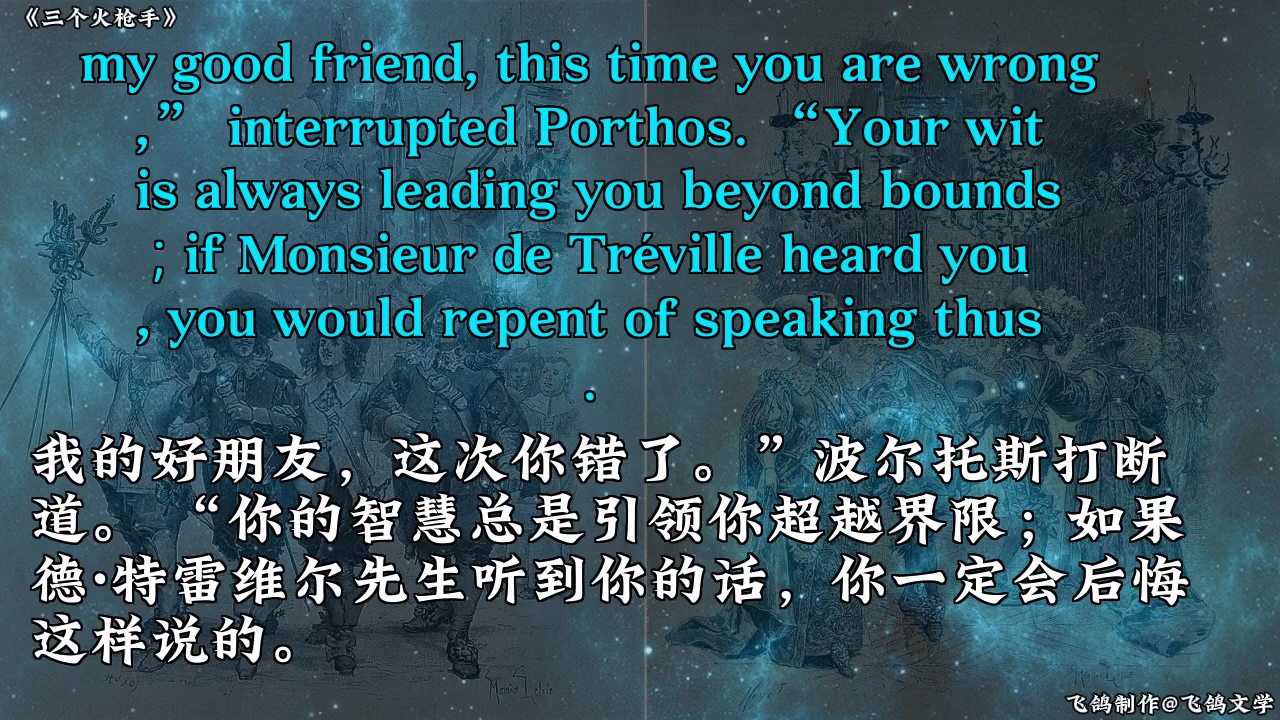 《三个火枪手》
my good friend, this time you are wrong
,” interrupted Porthos. “Your wit
is always leading you beyond bounds
; if Monsieur de Tréville heard you
, you would repent of speaking thus
.
我的好朋友，这次你错了。”波尔托斯打断
道。“你的智慧总是引领你超越界限；如果
德·特雷维尔先生听到你的话，你一定会后悔
这样说的。
飞鸽制作@飞鸽文学